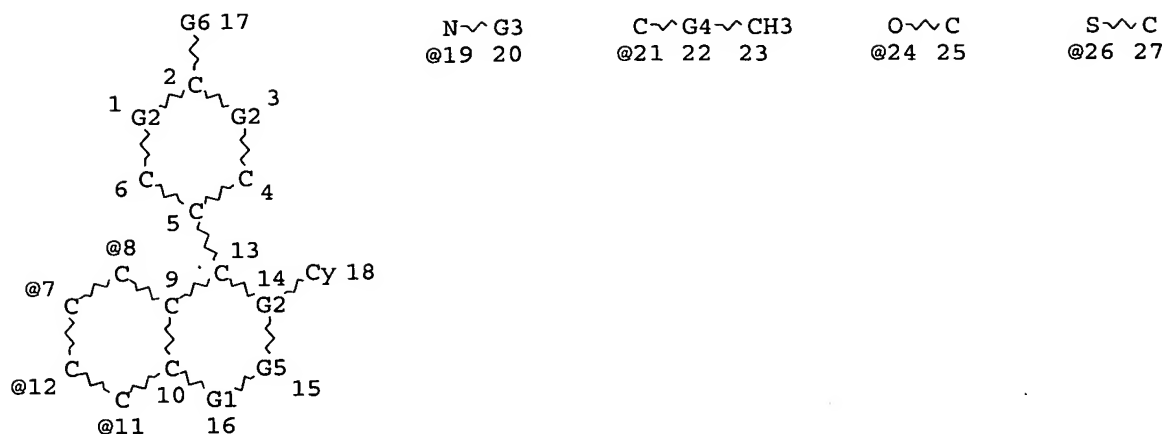 G6 17
N G3
@19 20
C G4 CH3
@21 22 23
O C
@24 25
S C
@26 27
2 C
1 3
G2 G2
6 C C 4
5 C
@8 13
C 9 C 14 Cy 18
@7 C C G2
C C G5
@12 10 15
C G1
@11 16